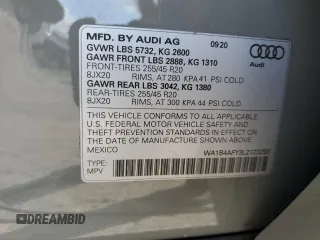 MFD. BY AUDI AG 09/20
GVWR LBS 5732, KG 2600
GAWR FRONT LBS 2888, KG 1310
FRONT-TIRES 255/45 R20
8JX20 RIMS, AT 280 KPA 41 PSI COLD
GAWR REAR LBS 3042, KG 1380
REAR-TIRES 255/45 R20
8JX20 RIMS, AT 300 KPA 44 PSI COLD
Audi
THIS VEHICLE CONFORMS TO ALL APPLICABLE
U.S. FEDERAL MOTOR VEHICLE SAFETY AND
THEFT PREVENTION STANDARDS IN EFFECT ON
THE DATE OF MANUFACTURE SHOWN ABOVE.
MEXICO
TYPE:
MPV
DREAMBID